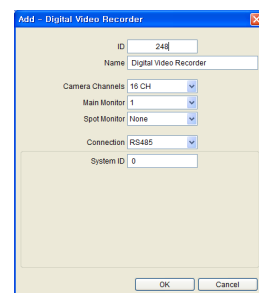 Add - Digital Video Recorder
ID 248
Name Digital Video Recorder
Camera Channels 16 CH
Main Monitor 1
Spot Monitor None
Connection RS485
System ID 0
OK Cancel